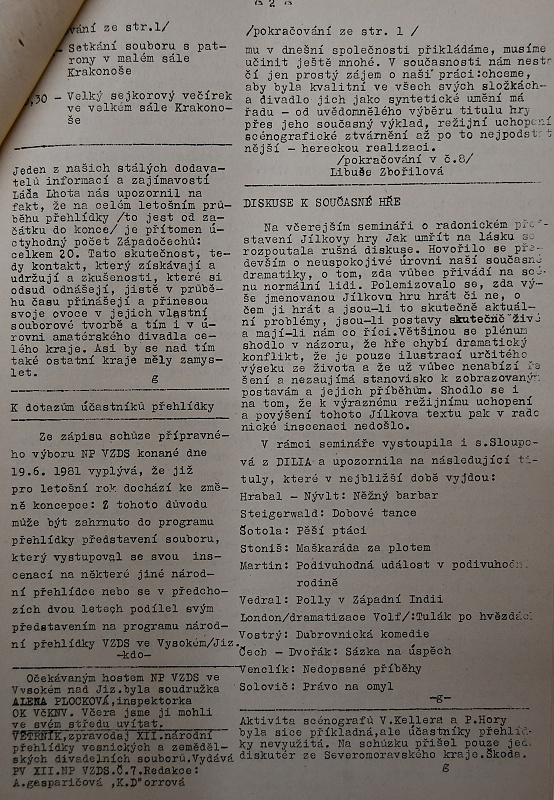 2
vání ze str.1/
- Setkání souboru s pat-
rony v malém sále
Krakonoše
,30 - Velký sejkorový večírek
ve velkém sále Krakono-
še
Jeden z našich stálých dodava-
telů informací a zajímavostí
Láďa Lhota nás upozornil na
fakt, že na celém letošním prů-
běhu přehlídky /to jest od za-
čátku do konce/ je přítomen ú-
ctyhodný počet Západočechů:
celkem 20. Tato skutečnost, te-
dy kontakt, který získávají a
udržují a zkušenosti, které si
odsud odnášejí, jistě v průbě-
hu času přinášejí a přinesou
svoje ovoce v jejich vlastní
souborové tvorbě a tím i v ú-
rovni amatérského divadla ce-
lého kraje. Asi by se nad tím
také ostatní kraje měly zamys-
let.
g
K dotazům účastníků přehlídky
Ze zápisu schůze přípravné-
ho výboru NP VZDS konané dne
19.6. 1981 vyplývá, že již
pro letošní rok dochází ke změ-
ně koncepce: Z tohoto důvodu
může být zahrnuto do programu
přehlídky představení souboru,
který vystupoval se svou ins-
cenací na některé jiné národ-
ní přehlídce nebo se v předcho-
zích dvou letech podílel svým
představením na programu národ-
ní přehlídky VZDS ve Vysokém/Jiz.
-kdo-
Očekávaným hostem NP VZDS ve
Vysokém nad Jiz.byla soudružka
ALENA PLOCKOVÁ,inspektorka
OK VčKNV. Včera jsme ji mohli
ve svém středu uvítat.
VĚTRNÍK,zpravodaj XII.národní
přehlídky vesnických a zeměděl-
ských divadelních souborů.Vydává
PV XII.NP VZDS.Č.7.Redakce:
A.gasparičová ,K.D orrová
/pokračování ze str. 1 /
mu v dnešní společnosti přikládáme, musíme
učinit ještě mnohé. V současnosti nám
čí jen prostý zájem o naši práci:chceme,
aby byla kvalitní ve všech svých složkách-
a divadlo jich jako syntetické umění má
řadu - od uvědomělého výběru titulu hry
přes jeho současný výklad, režijní uchopení
scénografické ztvárnění až po to
nější - hereckou realizaci.
/pokračování v č.8/
Libuše Zbořilová
DISKUSE K SOUČASNÉ HŘE
Na včerejším semináři o radonickém
stavení Jílkovy hry Jak umřít na lásku se
rozpoutala rušná diskuse. Hovořilo se pře-
devším o neuspokojivé úrovni naší současné
dramatiky, o tom, zda vůbec přivádí na scé-
nu normální lidi. Polemizovalo se, zda vý-
še jmenovanou Jílkovu hru hrát či ne, o
čem ji hrát a jsou-li to skutečně aktuál-
ní problémy, jsou-li postavy skutečně živé
a mají-li nám co říci.Většinou se plénum
shodlo v názoru, že hře chybí dramatický
konflikt, že je pouze ilustrací určitého
výseku ze života a že už vůbec nenabízí ře
šení a nezaujímá stanovisko k zobrazovaným
postavám a jejich příběhům. Shodlo se i
na tom, že k výraznému režijnímu uchopení
a povýšení tohoto Jílkova textu pak v rado
nické inscenaci nedošlo.
V rámci semináře vystoupila i s.Sloupo-
vá z DILIA a upozornila na následující ti-
tuly, které v nejbližší době vyjdou:
Hrabal - Nývlt: Něžný barbar
Steigerwald: Dobové tance
Šotola: Pěší ptáci
Stoniš: Maškaráda za plotem
Martin: Podivuhodná událost v podivuhodné
rodině
Vedral: Polly v Západní Indii
London/dramatizace Volf/:Tulák po hvězdách
Vostrý: Dubrovnická komedie
Čech - Dvořák: Sázka na úspěch
Venclík: Nedopsané příběhy
Solovič: Právo na omyl
-g-
Aktivita scénografů V.Kellera a P.Hory
byla sice příkladná,ale účastníky přehlíd-
ky nevyužitá. Na schůzku přišel pouze
diskutér ze Severomoravského kraje.Škoda.
g